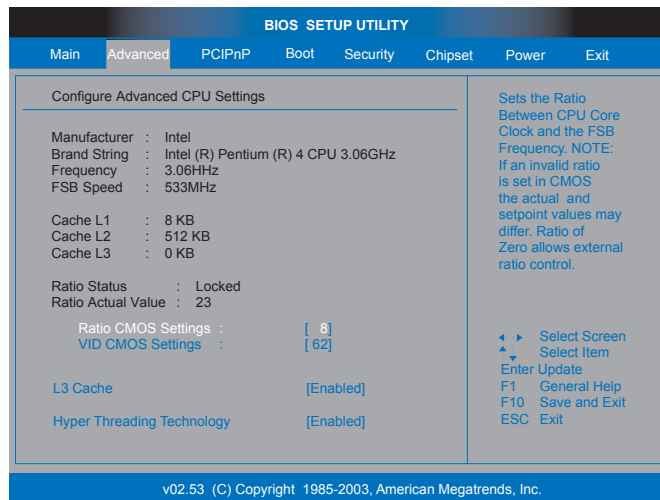 BIOS SETUP UTILITY
Main Advanced PCIPnP Boot Security Chipset Power Exit
Configure Advanced CPU Settings
Manufacturer : Intel
Brand String : Intel (R) Pentium (R) 4 CPU 3.06GHz
Frequency : 3.06HHz
FSB Speed : 533MHz
Cache L1 : 8 KB
Cache L2 : 512 KB
Cache L3 : 0 KB
Ratio Status : Locked
Ratio Actual Value : 23
Ratio CMOS Settings : [ 8]
VID CMOS Settings : [ 62]
L3 Cache [Enabled]
Hyper Threading Technology [Enabled]
Sets the Ratio
Between CPU Core
Clock and the FSB
Frequency. NOTE:
If an invalid ratio
is set in CMOS
the actual and
setpoint values may
differ. Ratio of
Zero allows external
ratio control.
Select Screen
Select Item
Enter Update
F1 General Help
F10 Save and Exit
ESC Exit
v02.53 (C) Copyright 1985-2003, American Megatrends, Inc.